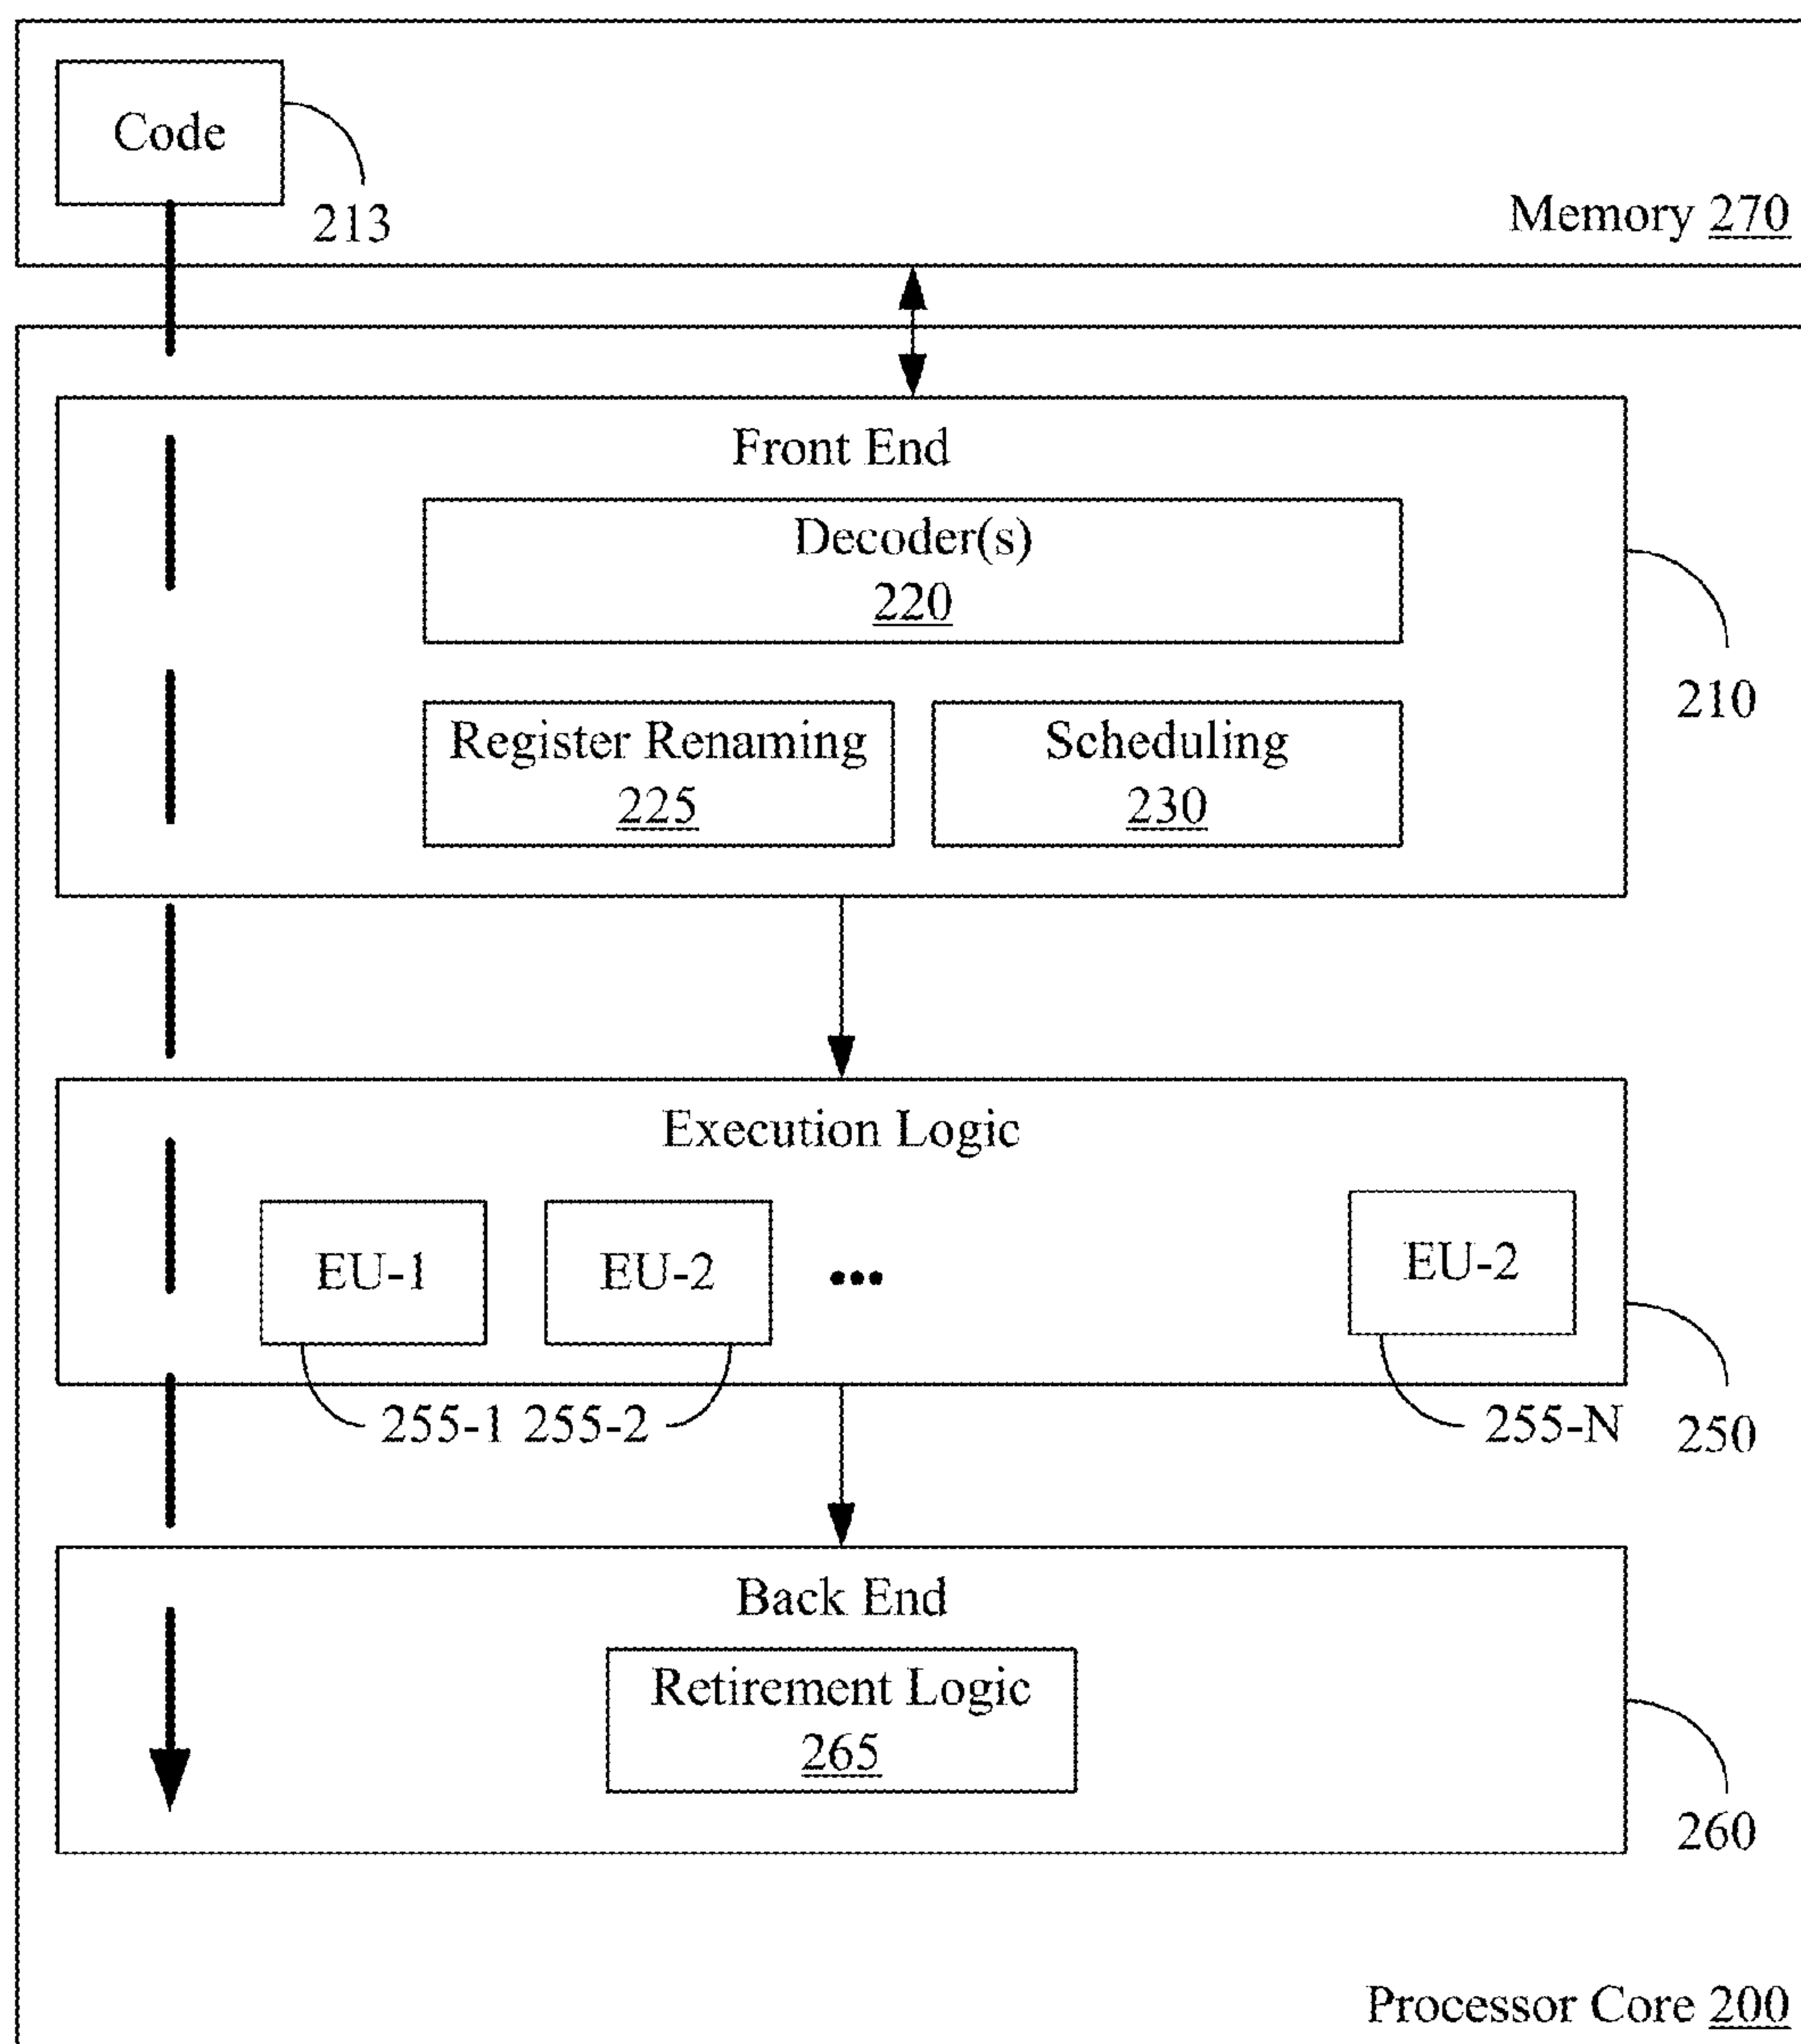 Code
213
Memory 270
Front End
Decoder(s)
220
210
Register Renaming
225
Scheduling
230
Execution Logic
EU-1
EU-2
•••
EU-2
255-1 255-2
255-N
250
Back End
Retirement Logic
265
260
Processor Core 200